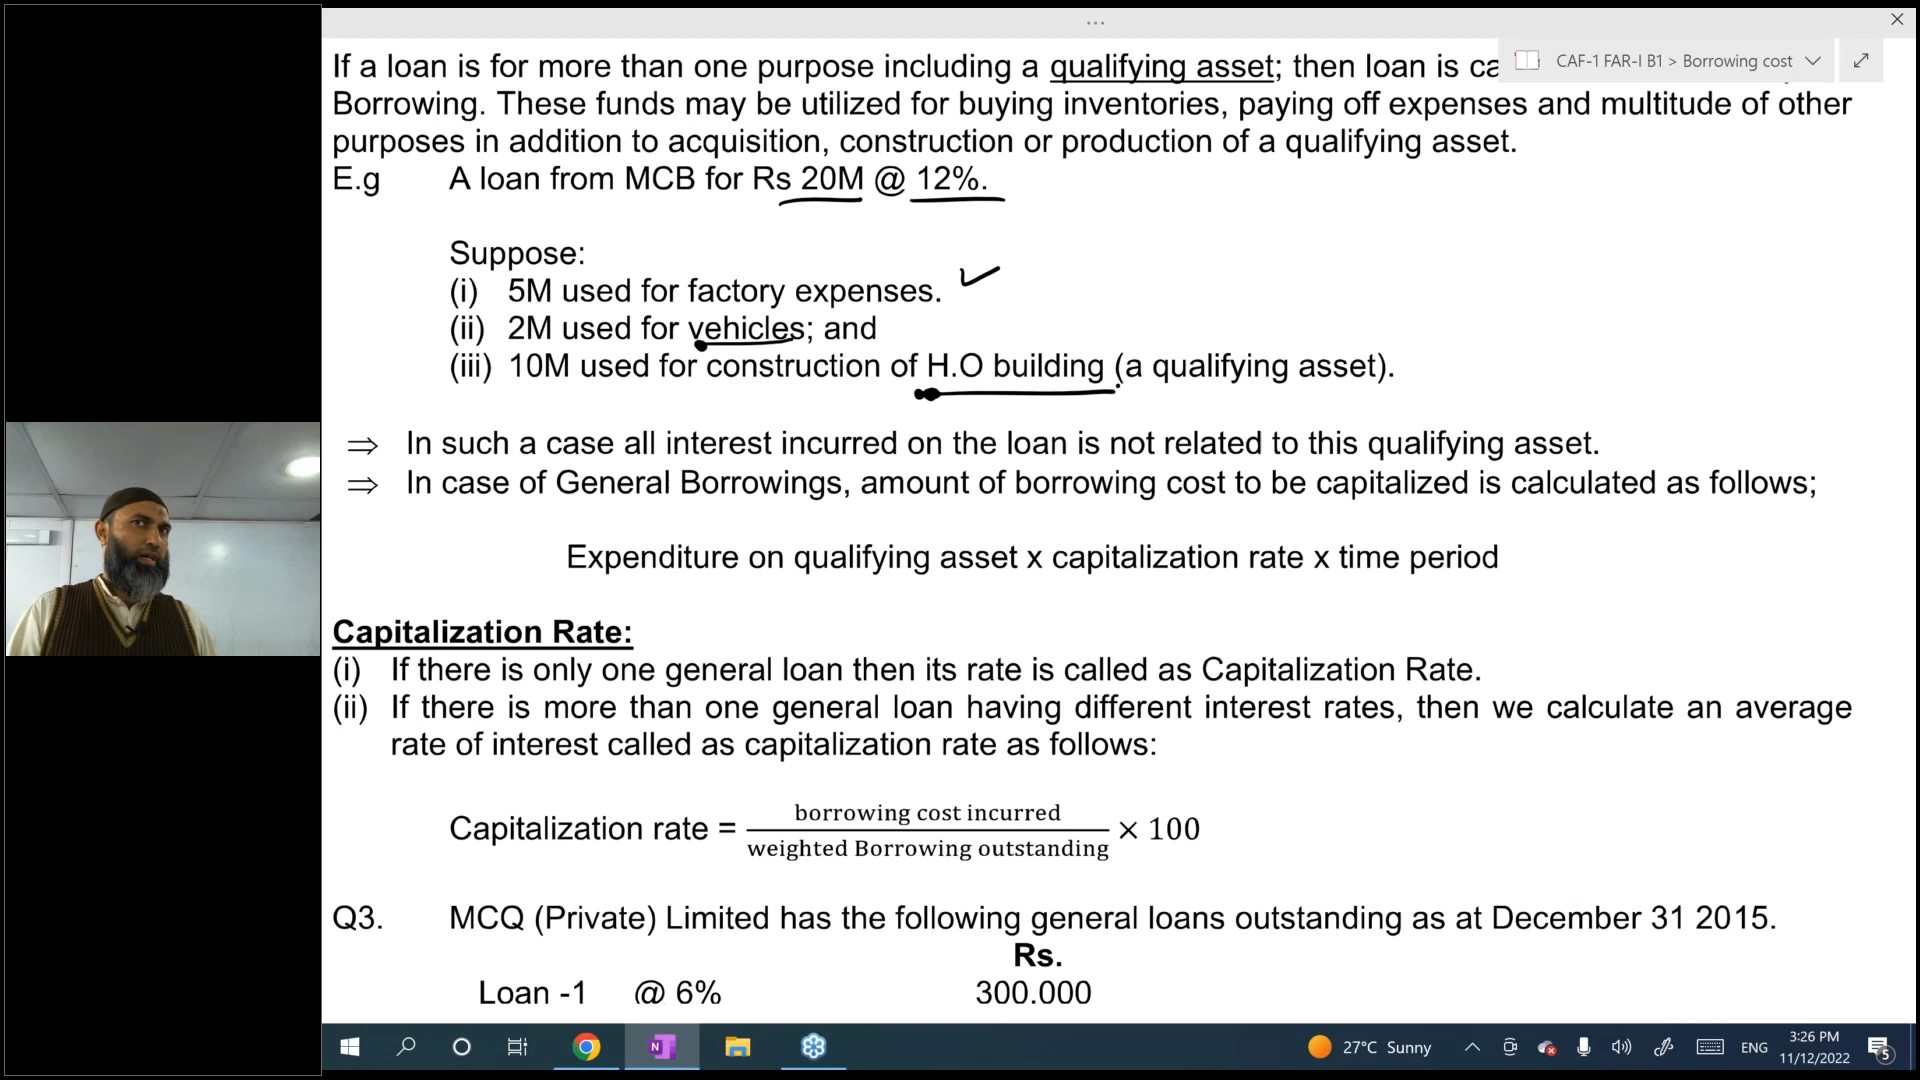 CAF-1 FAR-I B1 > Borrowing cost
If a loan is for more than one purpose including a qualifying asset; then loan is ca
Borrowing. These funds may be utilized for buying inventories, paying off expenses and multitude of other
purposes in addition to acquisition, construction or production of a qualifying asset.
E.g A loan from MCB for Rs 20M @ 12%.
Suppose:
(i) 5M used for factory expenses.
(ii) 2M used for vehicles; and
(iii) 10M used for construction of H.O building (a qualifying asset).
⇒ In such a case all interest incurred on the loan is not related to this qualifying asset.
⇒ In case of General Borrowings, amount of borrowing cost to be capitalized is calculated as follows;
Expenditure on qualifying asset x capitalization rate x time period
Capitalization Rate:
(i) If there is only one general loan then its rate is called as Capitalization Rate.
(ii) If there is more than one general loan having different interest rates, then we calculate an average
rate of interest called as capitalization rate as follows:
borrowing cost incurred
Capitalization rate = × 100
weighted Borrowing outstanding
Q3. MCQ (Private) Limited has the following general loans outstanding as at December 31 2015.
Rs.
Loan -1 @ 6% 300.000
N 27°C Sunny ENG 3:26 PM
11/12/2022 5